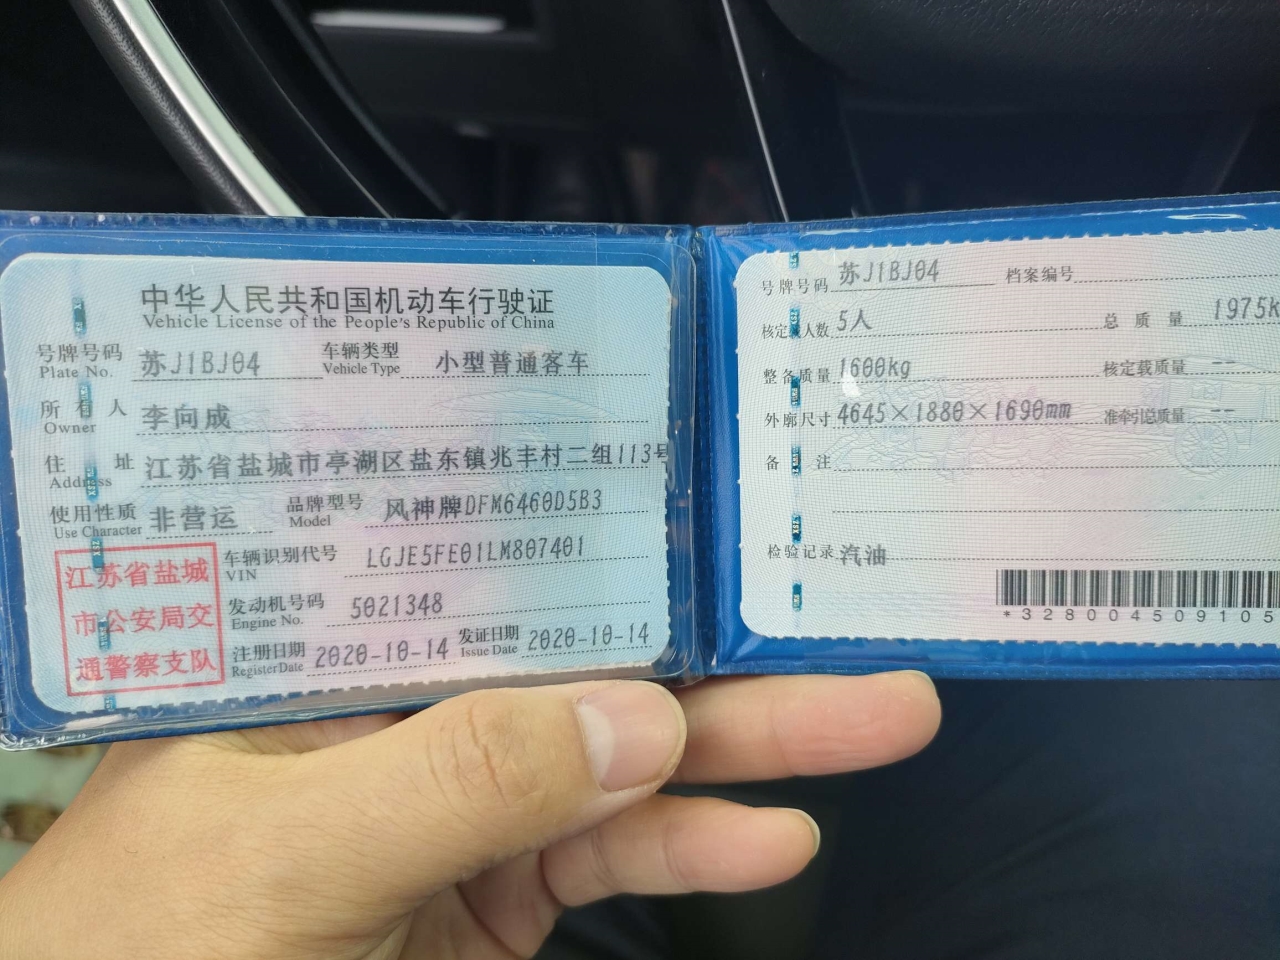 中华人民共和国机动车行驶证
Vehicle License of the People's Republic of China
号牌号码 苏J1BJ04 车辆类型 小型普通客车
Plate No. Vehicle Type
所有人 李向成
Owner
住址 江苏省盐城市亭湖区盐东镇兆丰村二组113号
Address
使用性质 非营运 品牌型号 风神牌DFM6460D5B3
Use Character Model
车辆识别代号 LGJE5FE01LM807401
VIN
发动机号码 5021348
Engine No.
注册日期 2020-10-14 发证日期 2020-10-14
Register Date Issue Date
江苏省盐城
市公安局交
通警察支队
号牌号码 苏J1BJ04 档案编号
核定载人数 5人 总质量 1975k
整备质量 1600kg 核定载质量 --
外廓尺寸 4645×1880×1690mm 准牵引总质量 --
备注
检验记录 汽油
*328004509105